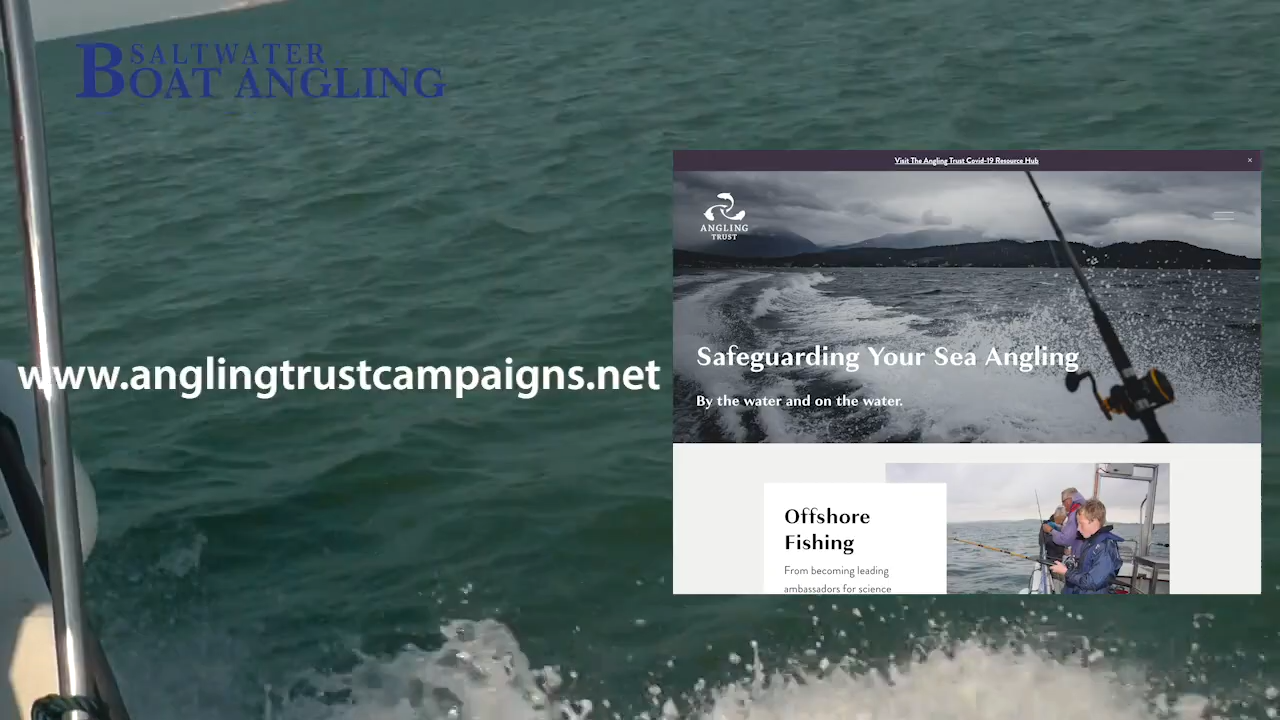 SALTWATER
BOAT ANGLING
Visit The Angling Trust Covid-19 Resource Hub
×
ANGLING
TRUST
www.anglingtrustcampaigns.net
Safeguarding Your Sea Angling
By the water and on the water.
Offshore
Fishing
From becoming leading
ambassadors for science